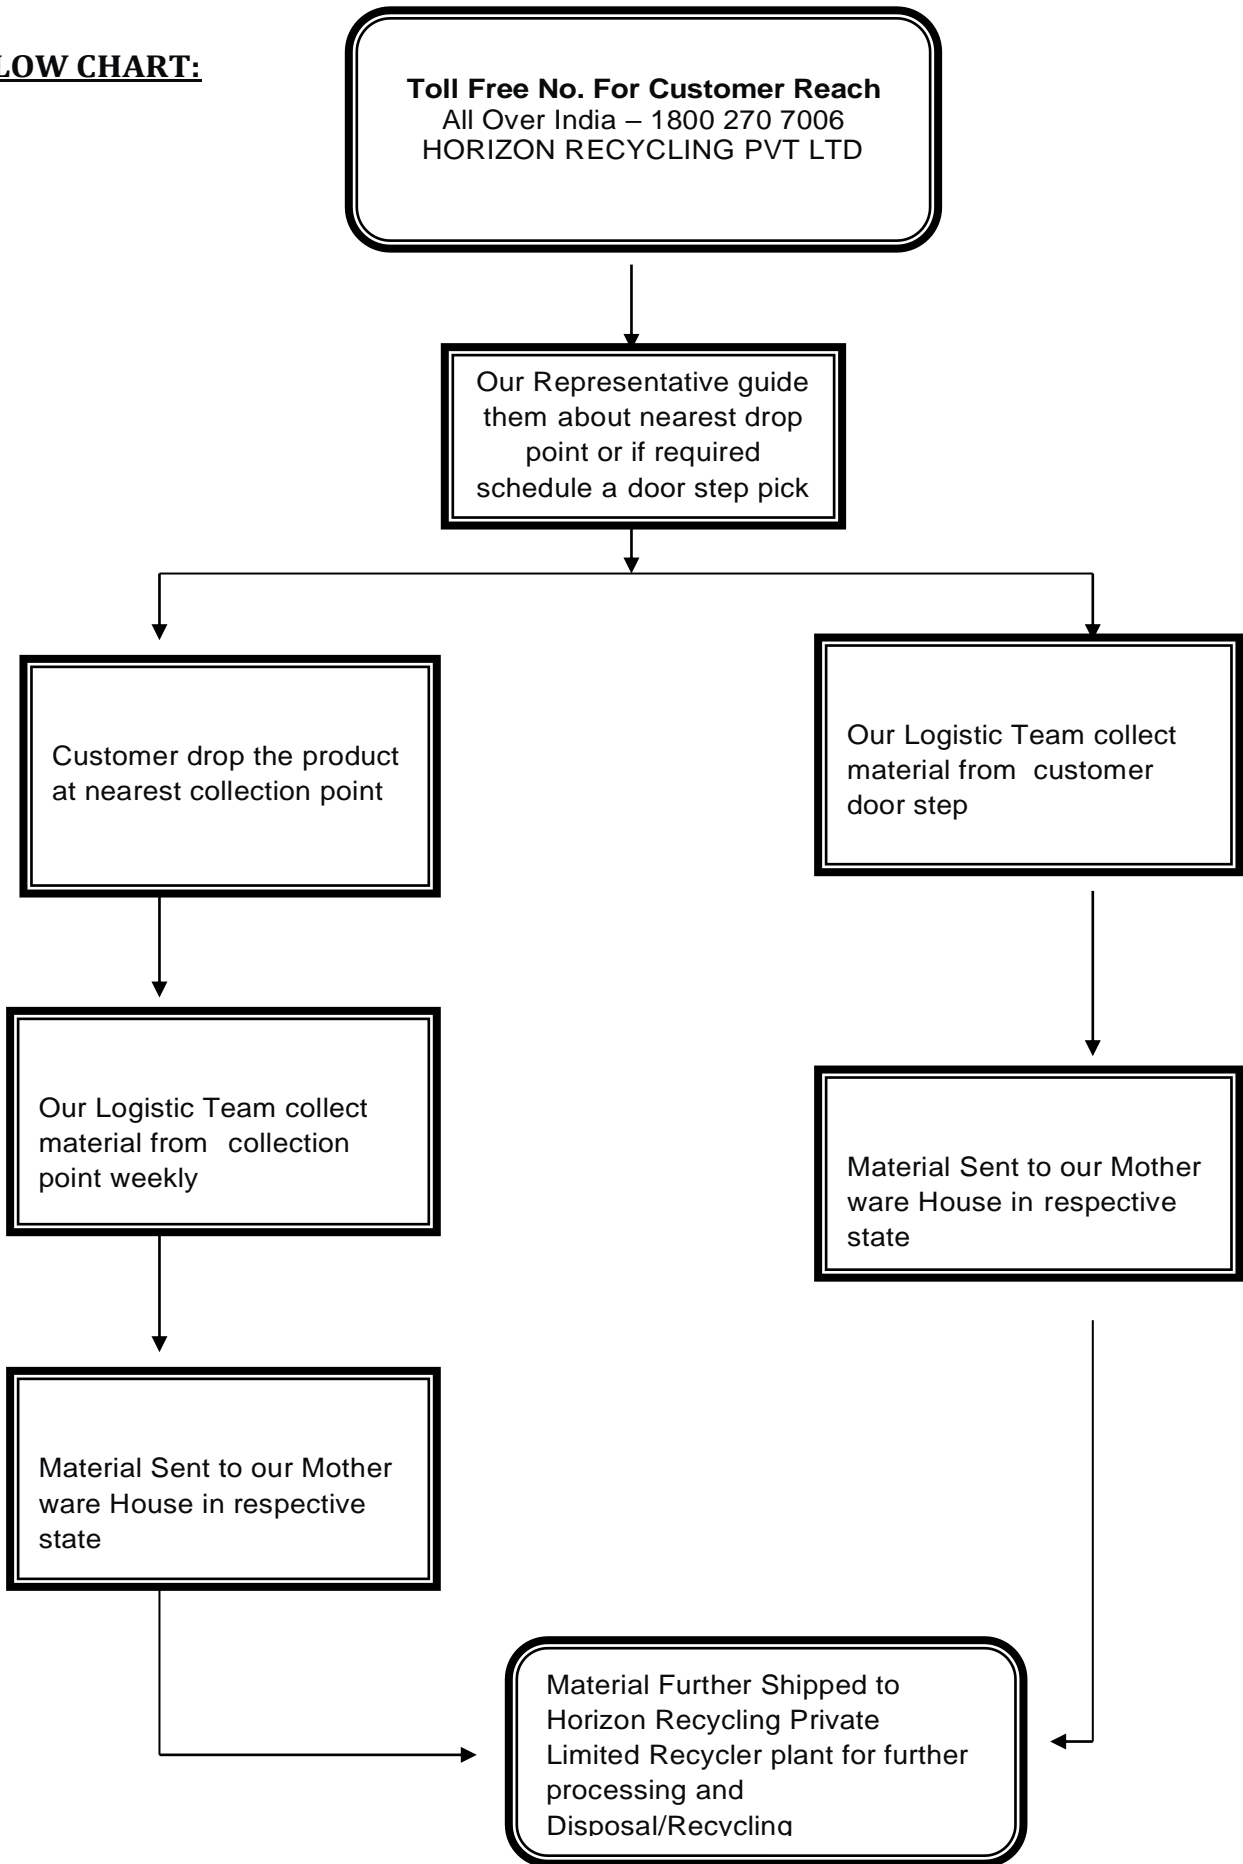 LOW CHART:
Toll Free No. For Customer Reach
All Over India – 1800 270 7006
HORIZON RECYCLING PVT LTD
Our Representative guide
them about nearest drop
point or if required
schedule a door step pick
Customer drop the product
at nearest collection point
Our Logistic Team collect
material from collection
point weekly
Material Sent to our Mother
ware House in respective
state
Our Logistic Team collect
material from customer
door step
Material Sent to our Mother
ware House in respective
state
Material Further Shipped to
Horizon Recycling Private
Limited Recycler plant for further
processing and
Disposal/Recycling